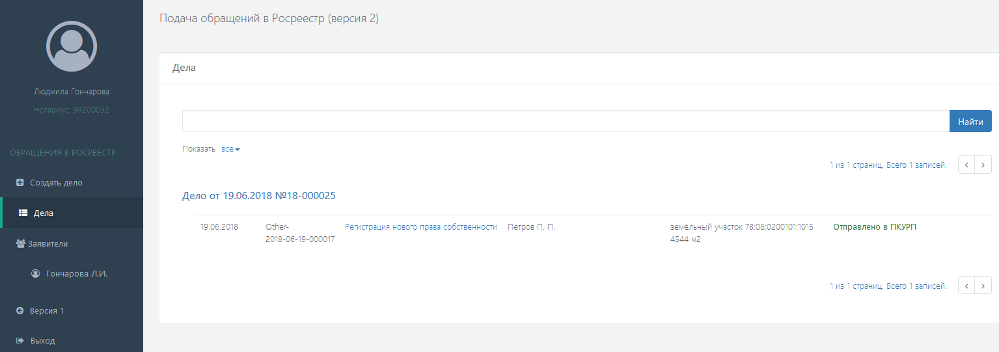 Людмила Гончарова
Нотариус, 94200032
ОБРАЩЕНИЯ В РОСРЕЕСТР
Создать дело
Дела
Заявители
Гончарова Л.И.
Версия 1
Выход
Подача обращений в Росреестр (версия 2)
Дела
Найти
Показать все
1 из 1 страниц. Всего 1 записей.
Дело от 19.06.2018 №18-000025
19.06.2018 Other- Регистрация нового права собственности Петров П. П. земельный участок 78:06:0200101:1015 Отправлено в ПКУРП
2018-06-19-000017 4544 м2
1 из 1 страниц. Всего 1 записей.